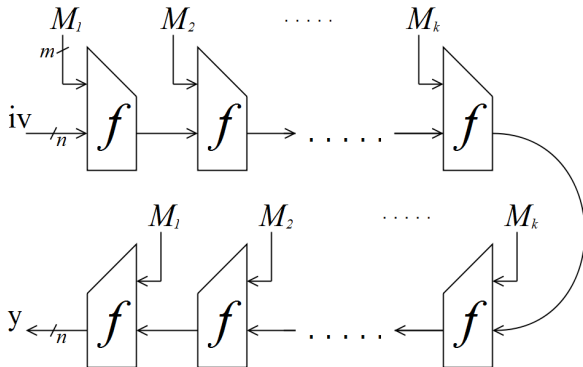 M₁ M₂ ..... Mₖ
m
iv n f f ..... f
M₁ M₂ ..... Mₖ
y n f f ..... f